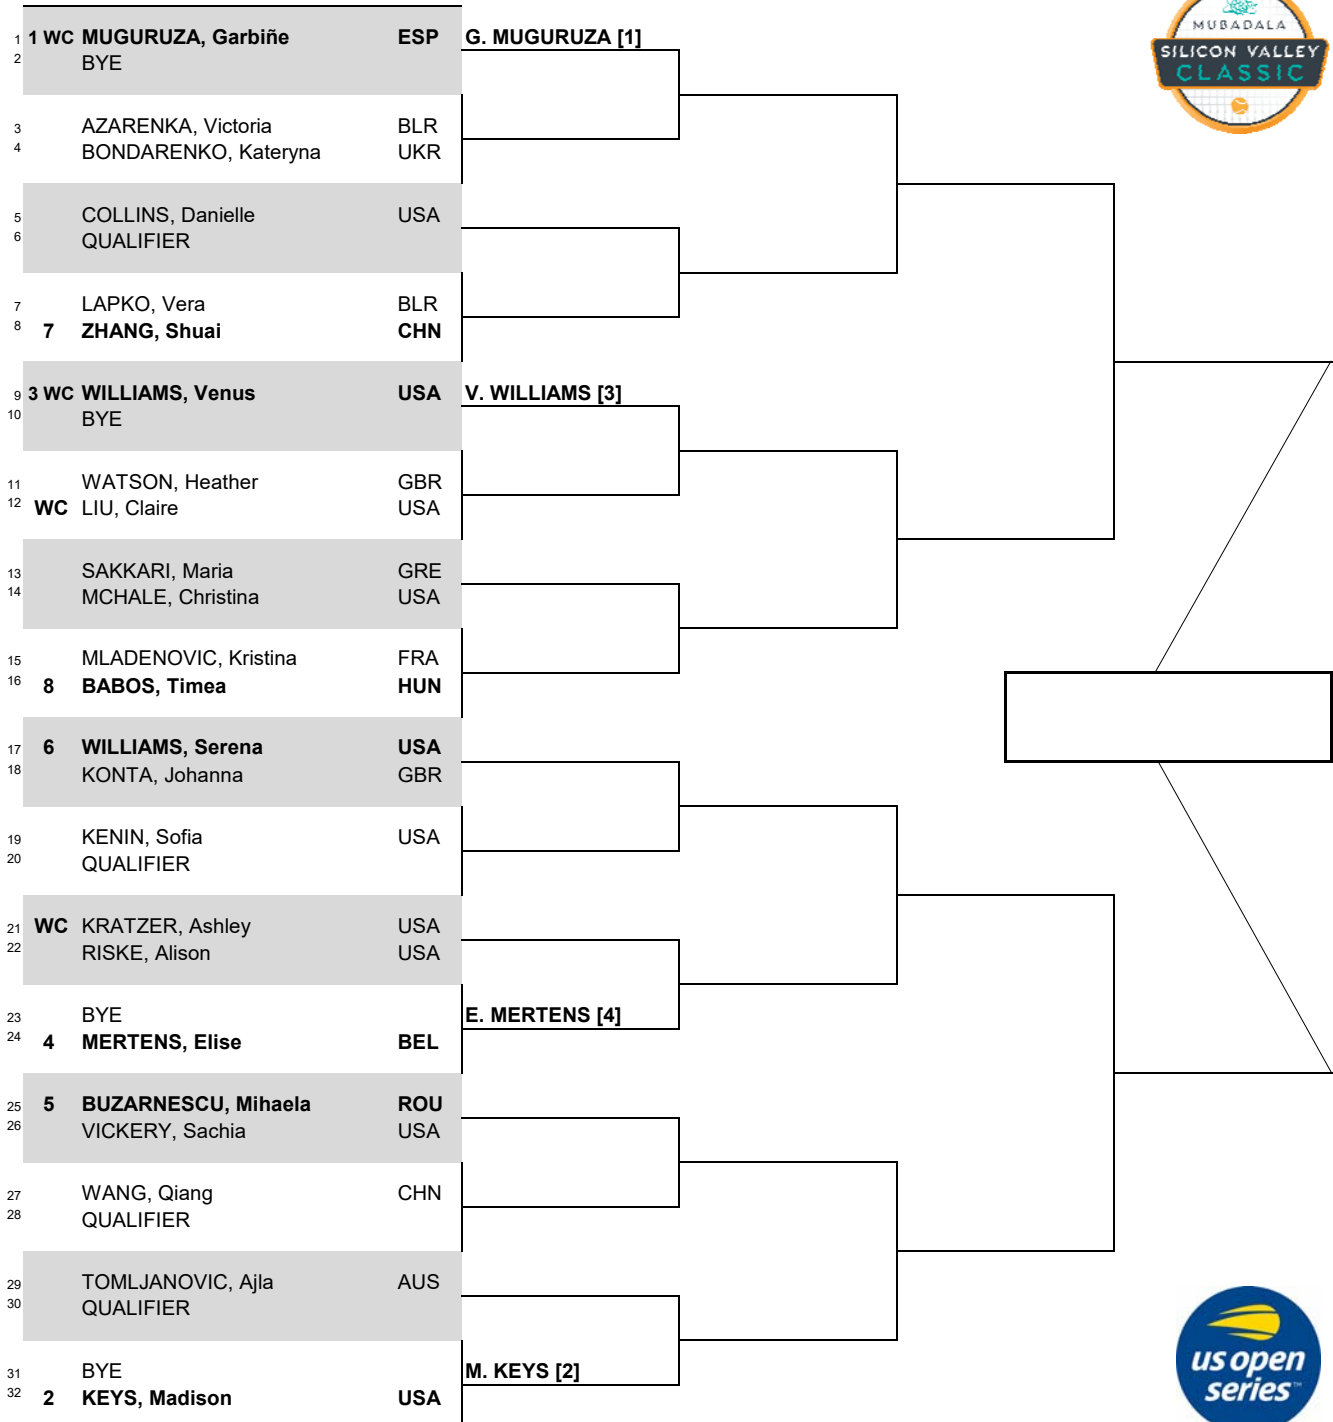 MUBADALA
SILICON VALLEY
CLASSIC
1 1 WC MUGURUZA, Garbiñe ESP G. MUGURUZA [1]
2 BYE
3 AZARENKA, Victoria BLR
4 BONDARENKO, Kateryna UKR
5 COLLINS, Danielle USA
6 QUALIFIER
7 LAPKO, Vera BLR
8 7 ZHANG, Shuai CHN
9 3 WC WILLIAMS, Venus USA V. WILLIAMS [3]
10 BYE
11 WATSON, Heather GBR
12 WC LIU, Claire USA
13 SAKKARI, Maria GRE
14 MCHALE, Christina USA
15 MLADENOVIC, Kristina FRA
16 8 BABOS, Timea HUN
17 6 WILLIAMS, Serena USA
18 KONTA, Johanna GBR
19 KENIN, Sofia USA
20 QUALIFIER
21 WC KRATZER, Ashley USA
22 RISKE, Alison USA
23 BYE E. MERTENS [4]
24 4 MERTENS, Elise BEL
25 5 BUZARNESCU, Mihaela ROU
26 VICKERY, Sachia USA
27 WANG, Qiang CHN
28 QUALIFIER
29 TOMLJANOVIC, Ajla AUS
30 QUALIFIER
31 BYE M. KEYS [2]
32 2 KEYS, Madison USA
us open
series™